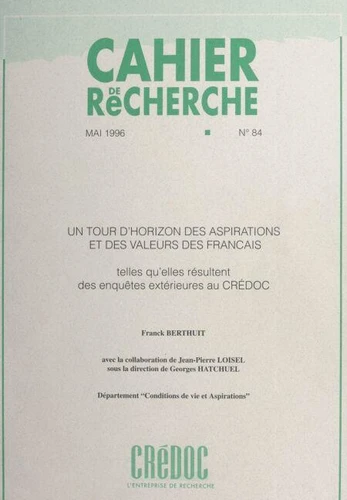 CAHIER
DE
ReCHERCHE
MAI 1996
N° 84
UN TOUR D'HORIZON DES ASPIRATIONS
ET DES VALEURS DES FRANCAIS
telles qu'elles résultent
des enquêtes extérieures au CRÉDOC
Franck BERTHUIT
avec la collaboration de Jean-Pierre LOISEL
sous la direction de Georges HATCHUEL
Département "Conditions de vie et Aspirations"
CRéDOC
L'ENTREPRISE DE RECHERCHE